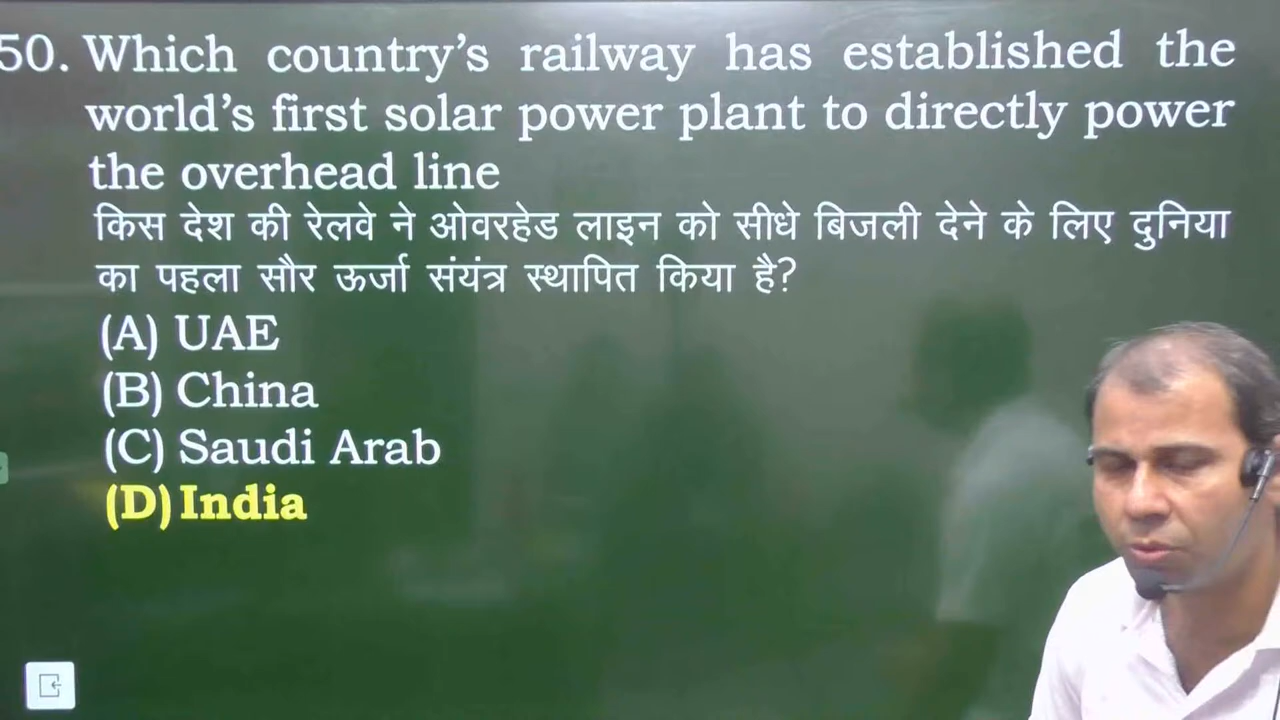 50. Which country's railway has established the
world's first solar power plant to directly power
the overhead line
किस देश की रेलवे ने ओवरहेड लाइन को सीधे बिजली देने के लिए दुनिया
का पहला सौर ऊर्जा संयंत्र स्थापित किया है?
(A) UAE
(B) China
(C) Saudi Arab
(D) India